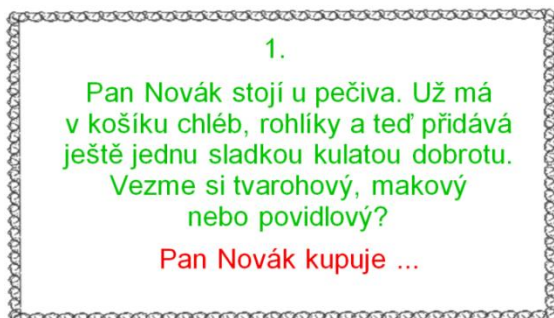 1.
Pan Novák stojí u pečiva. Už má
v košíku chléb, rohlíky a teď přidává
ještě jednu sladkou kulatou dobrotu.
Vezme si tvarohový, makový
nebo povidlový?
Pan Novák kupuje ...